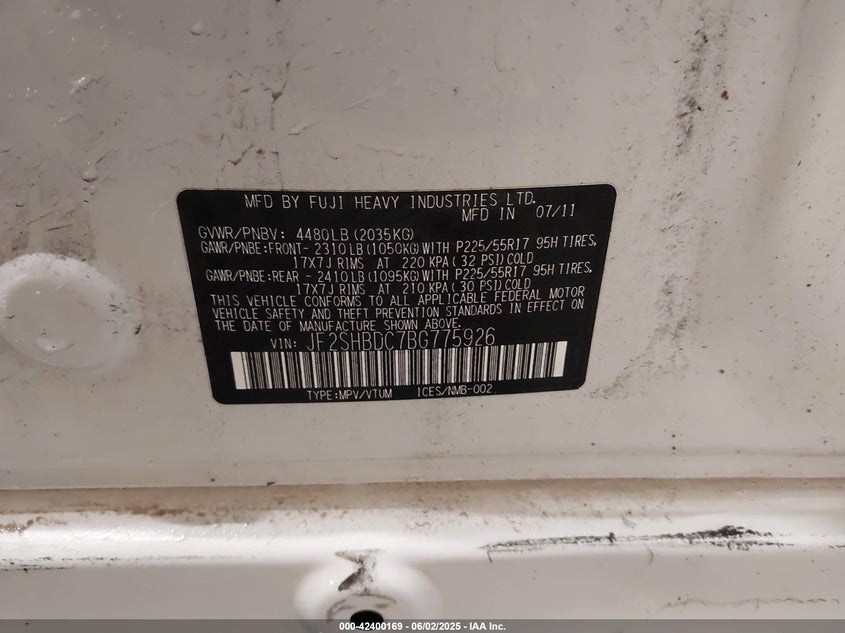 MFD BY FUJI HEAVY INDUSTRIES LTD.
MFD IN 07/11
GVWR/PNBV: 4480LB(2035KG)
GAWR/PNBE:FRONT- 2310LB(1050KG)WITH P225/55R17 95H TIRES,
17X7J RIMS AT 220 KPA( 32 PSI)COLD
GAWR/PNBE:REAR - 2410LB(1095KG)WITH P225/55R17 95H TIRES,
17X7J RIMS AT 210 KPA( 30 PSI)COLD
THIS VEHICLE CONFORMS TO ALL APPLICABLE FEDERAL MOTOR
VEHICLE SAFETY AND THEFT PREVENTION STANDARDS IN EFFECT ON
THE DATE OF MANUFACTURE SHOWN ABOVE.
VIN: JF2SHBDC7BG775926
TYPE:MPV/VTUM ICES/NMB-002
000-42400169 - 06/02/2025 - IAA Inc.